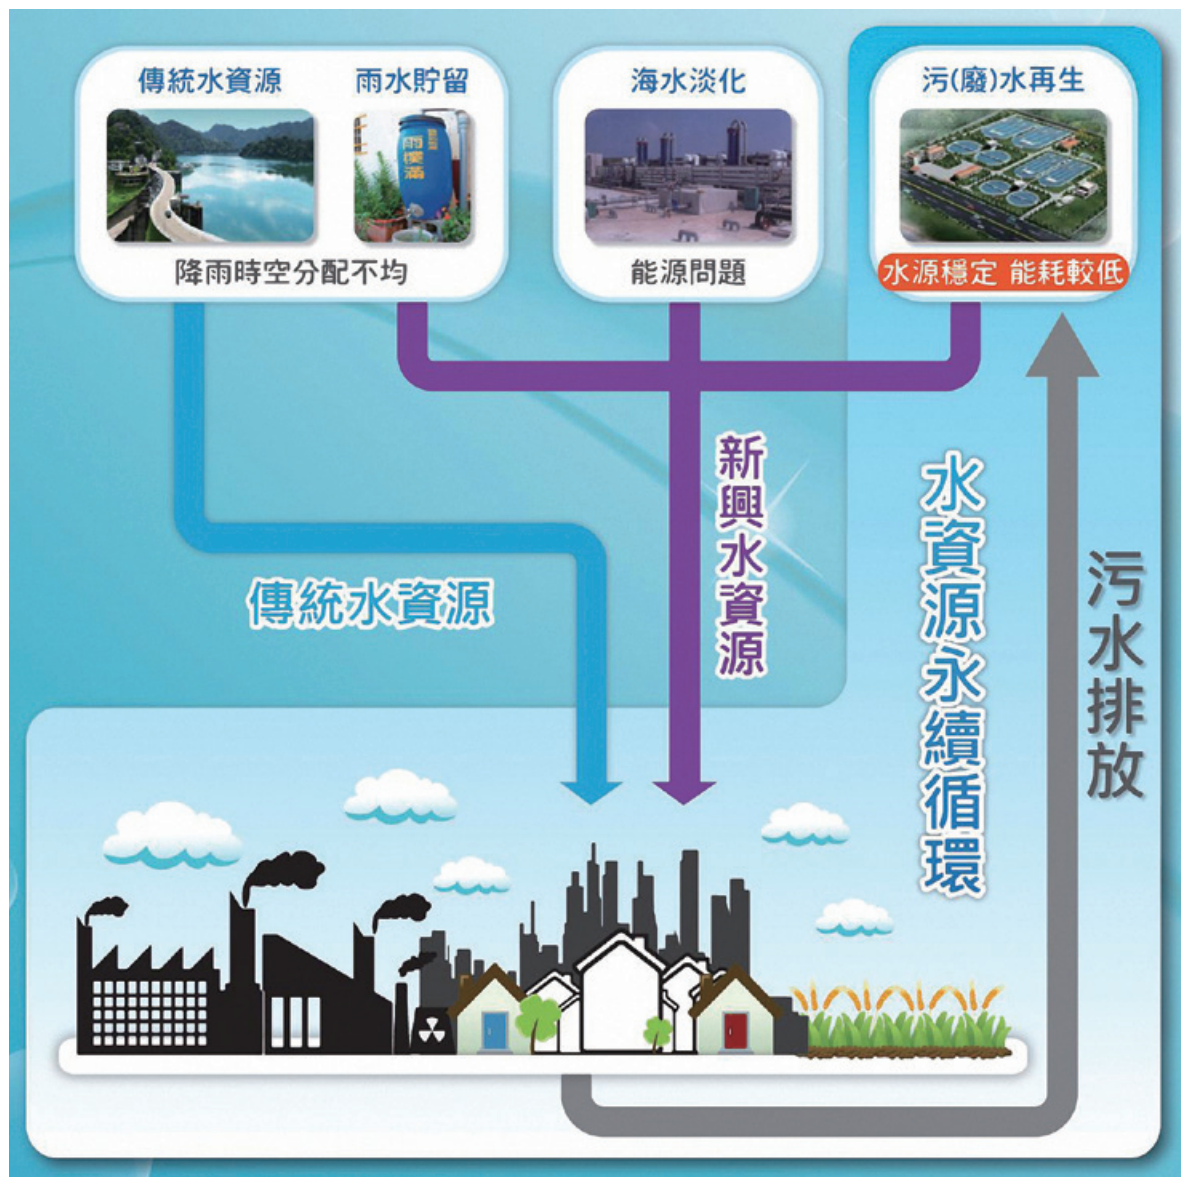 傳統水資源
雨水貯留
雨撲滿
降雨時空分配不均
海水淡化
能源問題
污(廢)水再生
水源穩定 能耗較低
傳統水資源
新興水資源
水資源永續循環
污水排放